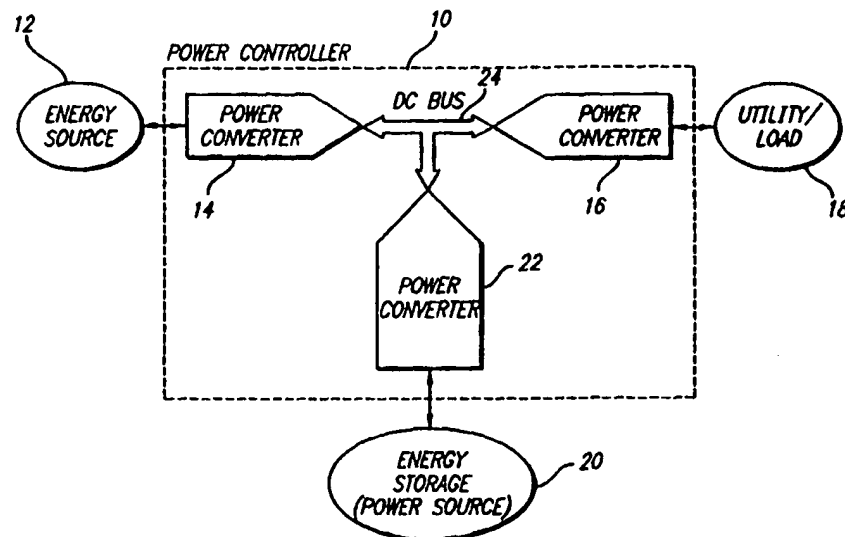 12
POWER CONTROLLER
10
ENERGY
SOURCE
POWER
CONVERTER
14
DC BUS
24
POWER
CONVERTER
16
UTILITY/
LOAD
18
POWER
CONVERTER
22
ENERGY
STORAGE
(POWER SOURCE)
20